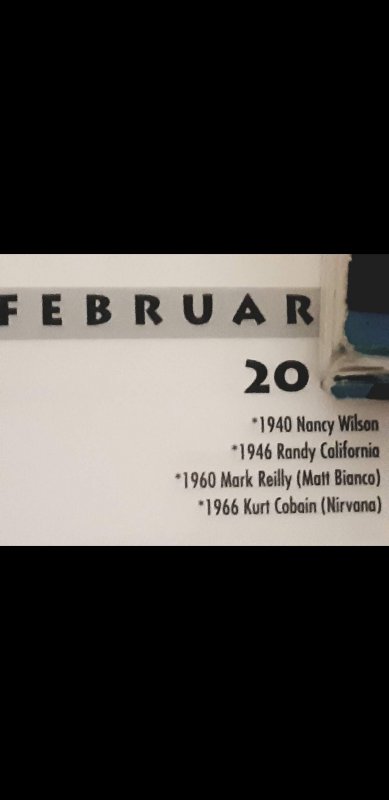 FEBRUAR
20
*1940 Nancy Wilson
*1946 Randy California
*1960 Mark Reilly (Matt Bianco)
*1966 Kurt Cobain (Nirvana)